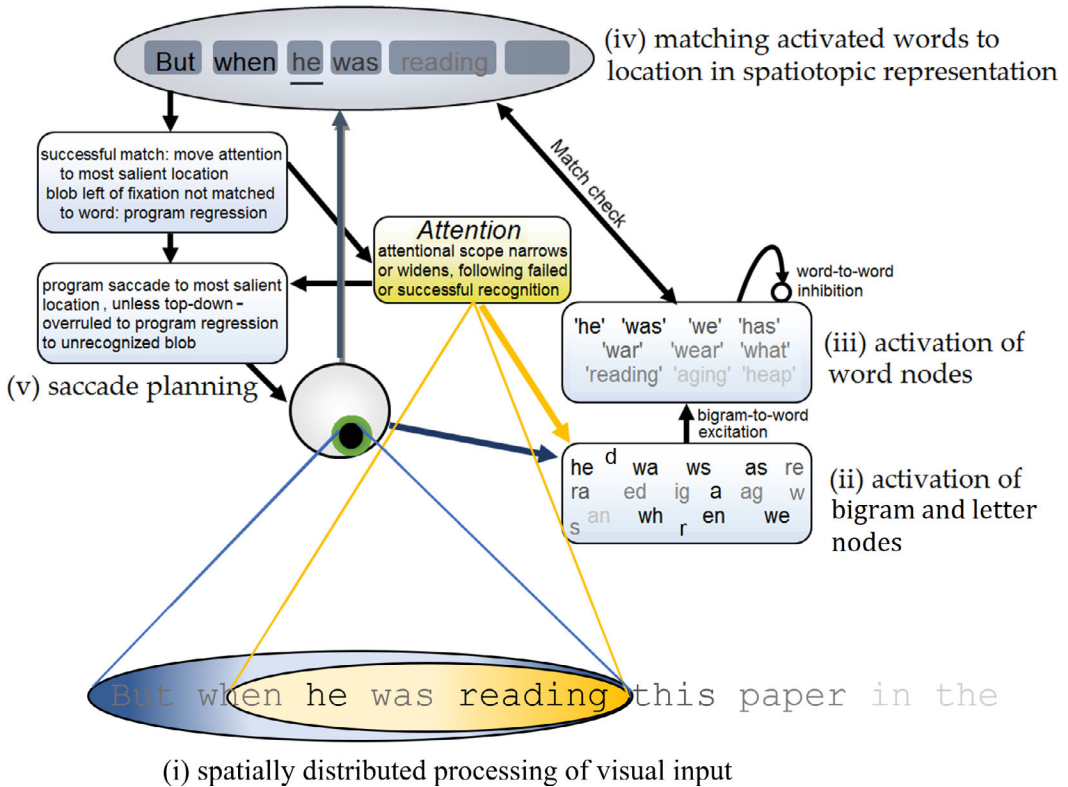 But when he was reading
(iv) matching activated words to
location in spatiotopic representation
successful match: move attention
to most salient location
blob left of fixation not matched
to word: program regression
Match check
Attention
attentional scope narrows
or widens, following failed
or successful recognition
program saccade to most salient
location, unless top-down-
overruled to program regression
to unrecognized blob
word-to-word
inhibition
'he' 'was' 'we' 'has'
'war' 'wear' 'what'
'reading' 'aging' 'heap'
(iii) activation of
word nodes
(v) saccade planning
bigram-to-word
excitation
he d wa ws as re
ra ed ig a ag w
s an wh r en we
(ii) activation of
bigram and letter
nodes
But when he was reading this paper in the
(i) spatially distributed processing of visual input